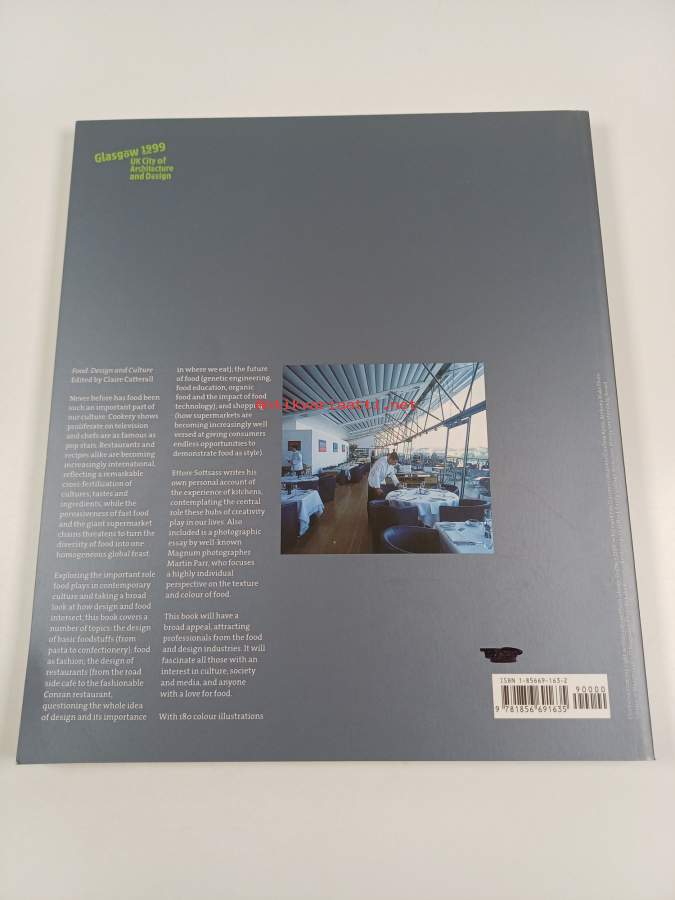 Glasgow 1999
UK City of
Architecture
and Design
Food: Design and Culture
Edited by Claire Catterall
Never before has food been
such an important part of
our culture. Cookery shows
proliferate on television
and chefs are as famous as
pop stars. Restaurants and
recipes alike are becoming
increasingly international,
reflecting a remarkable
cross-fertilization of
cultures, tastes and
ingredients, while the
pervasiveness of fast food
and the giant supermarket
chains threatens to turn the
diversity of food into one
homogeneous global feast.
Exploring the important role
food plays in contemporary
culture and taking a broad
look at how design and food
intersect, this book covers a
number of topics: the design
of basic foodstuffs (from
pasta to confectionery); food
as fashion; the design of
restaurants (from the road
side café to the fashionable
Conran restaurant,
questioning the whole idea
of design and its importance
in where we eat); the future
of food (genetic engineering,
food education, organic
food and the impact of food
technology); and shopping
(how supermarkets are
becoming increasingly well
versed at giving consumers
endless opportunities to
demonstrate food as style).
Ettore Sottsass writes his
own personal account of
the experience of kitchens,
contemplating the central
role these hubs of creativity
play in our lives. Also
included is a photographic
essay by well-known
Magnum photographer
Martin Parr, who focuses
a highly individual
perspective on the texture
and colour of food.
This book will have a
broad appeal, attracting
professionals from the food
and design industries. It will
fascinate all those with an
interest in culture, society
and media, and anyone
with a love for food.
With 180 colour illustrations
antikvariaatti.net
ISBN 1-85669-163-2
90000
9 781856 691635